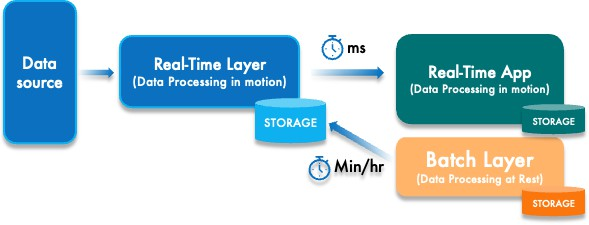 Data
source
Real-Time Layer
(Data Processing in motion)
STORAGE
ms
Real-Time App
(Data Processing in motion)
STORAGE
Min/hr
Batch Layer
(Data Processing at Rest)
STORAGE